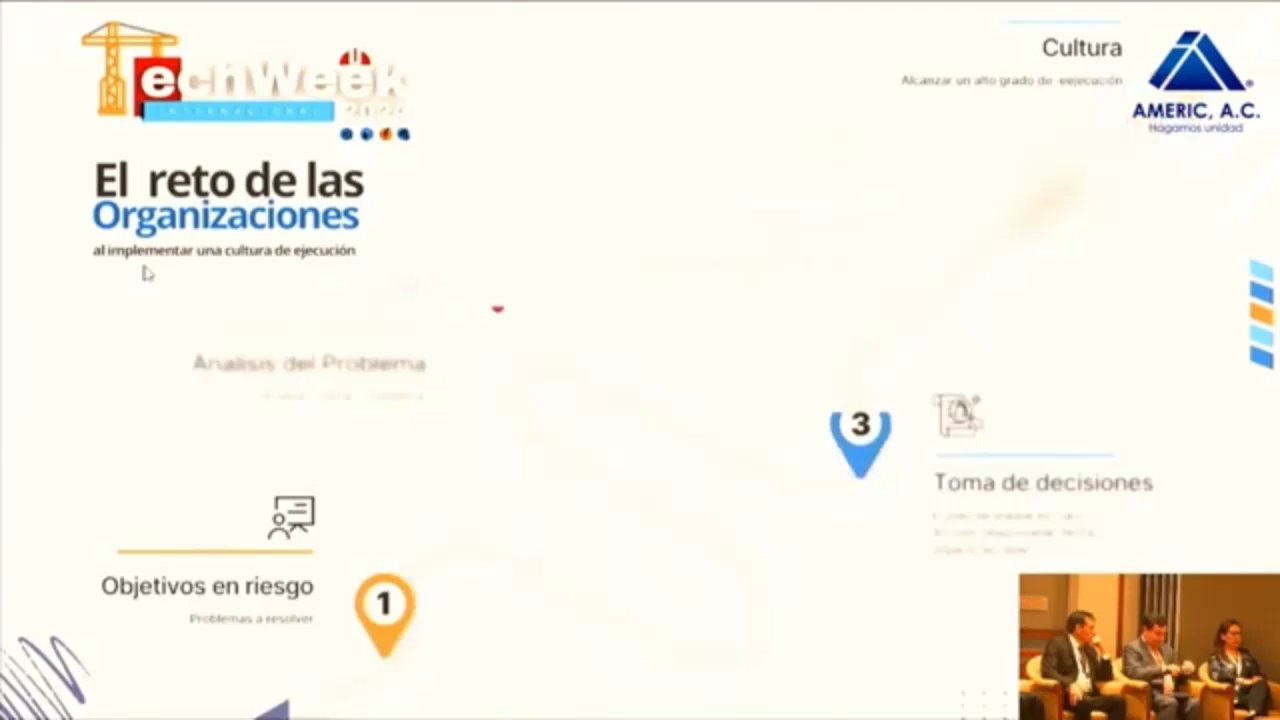 Techweek
INTERNACIONAL
Cultura
Alcanzar un alto grado de eejecución
AMERIC, A.C.
Hagamos unidad
El reto de las
Organizaciones
al implementar una cultura de ejecución
Analisis del Problema
3
Toma de decisiones
Objetivos en riesgo
Problemas a resolver
1